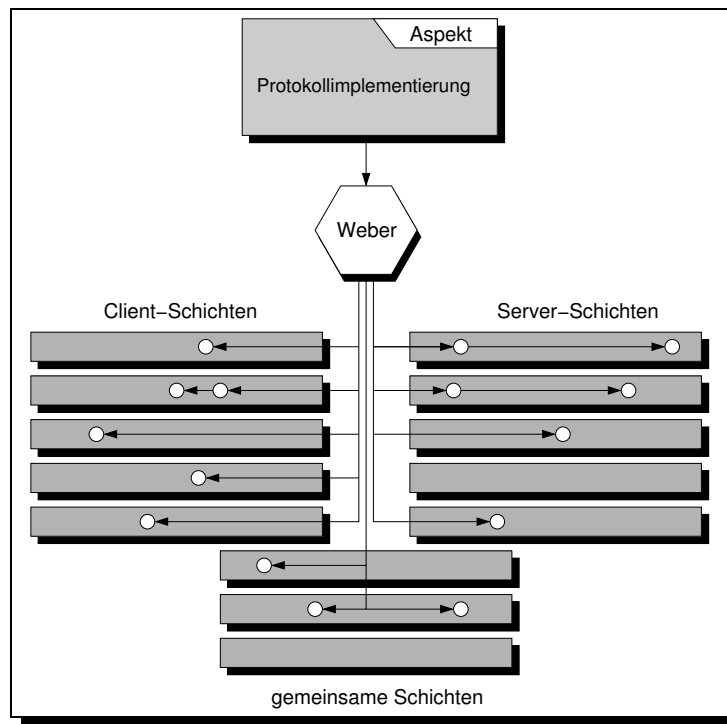 Aspekt
Protokollimplementierung
Weber
Client−Schichten
Server−Schichten
gemeinsame Schichten